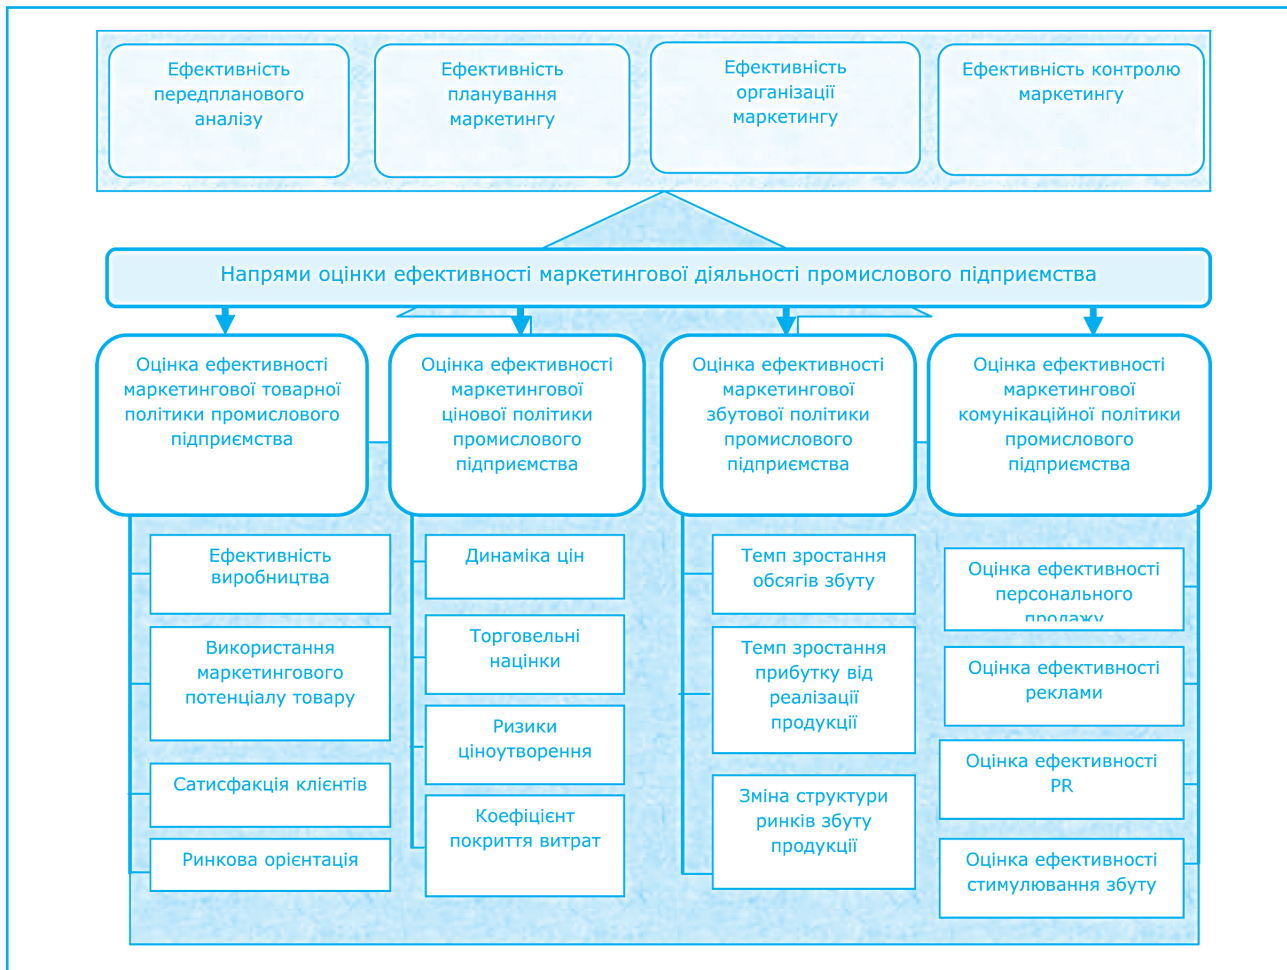 Ефективність
передпланового
аналізу
Ефективність
планування
маркетингу
Ефективність
організації
маркетингу
Ефективність контролю
маркетингу
Напрями оцінки ефективності маркетингової діяльності промислового підприємства
Оцінка ефективності
маркетингової товарної
політики промислового
підприємства
Оцінка ефективності
маркетингової
цінової політики
промислового
підприємства
Оцінка ефективності
маркетингової
збутової політики
промислового
підприємства
Оцінка ефективності
маркетингової
комунікаційної політики
промислового
підприємства
Ефективність
виробництва
Використання
маркетингового
потенціалу товару
Сатисфакція клієнтів
Ринкова орієнтація
Динаміка цін
Торговельні
націнки
Ризики
ціноутворення
Коефіцієнт
покриття витрат
Темп зростання
обсягів збуту
Темп зростання
прибутку від
реалізації
продукції
Зміна структури
ринків збуту
продукції
Оцінка ефективності
персонального
продажу
Оцінка ефективності
реклами
Оцінка ефективності
PR
Оцінка ефективності
стимулювання збуту